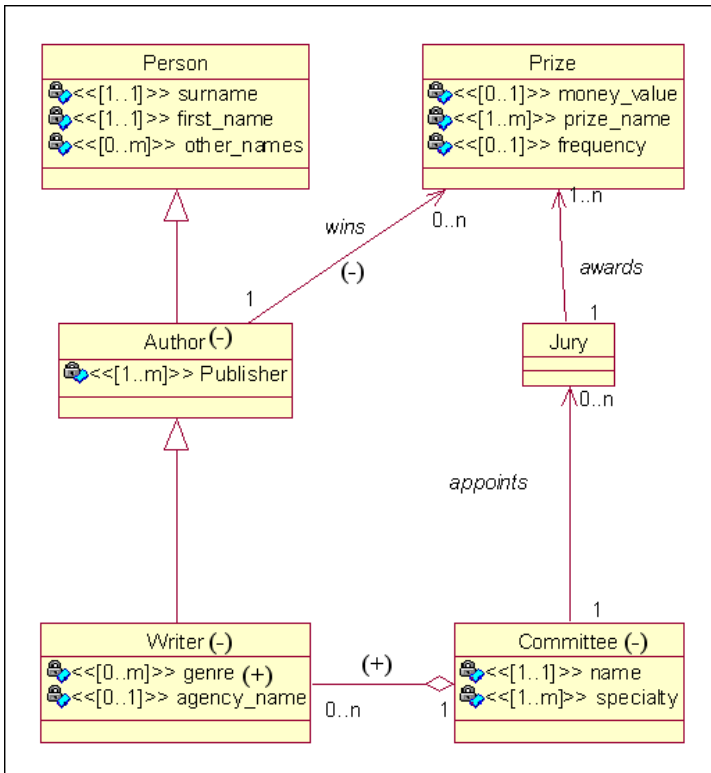 Person
<<[1..1]>> surname
<<[1..1]>> first_name
<<[0..m]>> other_names
Prize
<<[0..1]>> money_value
<<[1..m]>> prize_name
<<[0..1]>> frequency
wins
0..n
(-)
1
1..n
awards
1
Author(-)
<<[1..m]>> Publisher
Jury
0..n
appoints
1
Writer(-)
<<[0..m]>> genre (+)
<<[0..1]>> agency_name
(+)
0..n
1
Committee (-)
<<[1..1]>> name
<<[1..m]>> specialty